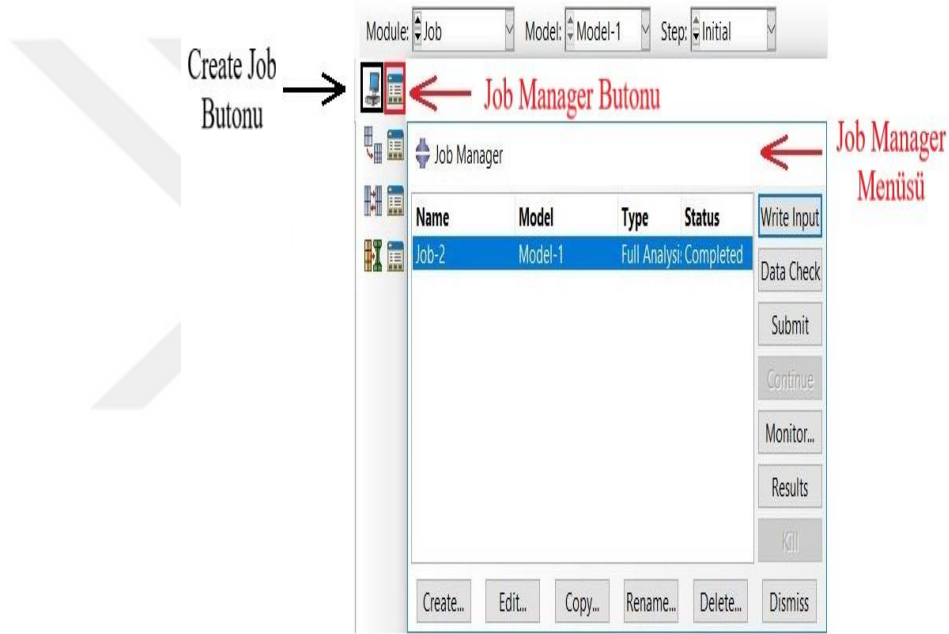 Module: Job Model: Model-1 Step: Initial
Create Job
Butonu
Job Manager Butonu
Job Manager
Menüsü
Job Manager
Name Model Type Status
Job-2 Model-1 Full Analysi Completed
Write Input
Data Check
Submit
Continue
Monitor...
Results
Kill
Create... Edit... Copy... Rename... Delete... Dismiss